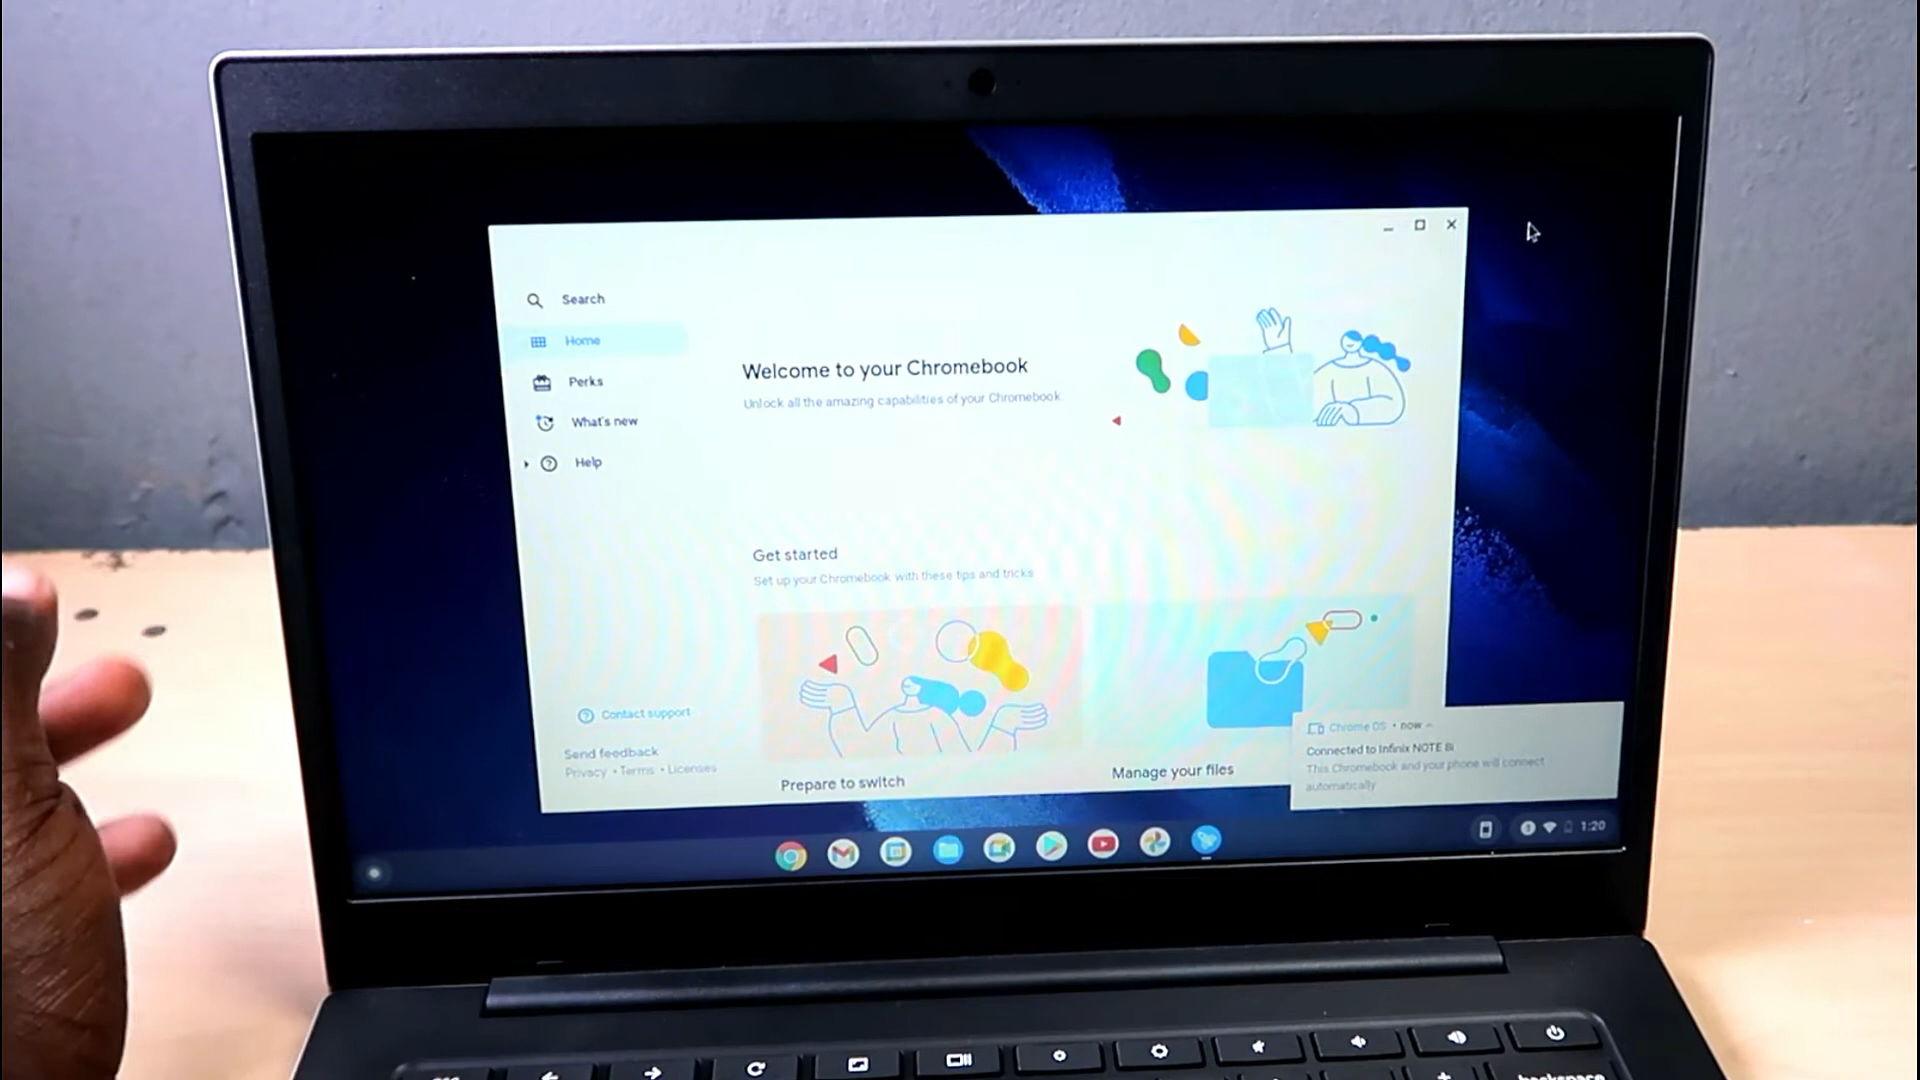 Search
Home
Perks
What's new
Help
Welcome to your Chromebook
Unlock all the amazing capabilities of your Chromebook.
Get started
Set up your Chromebook with these tips and tricks
Contact support
Send feedback
Privacy • Terms • Licenses
Prepare to switch
Manage your files
Chrome OS • now
Connected to Infinix NOTE 8i
This Chromebook and your phone will connect
automatically
1:20
esc
backspace